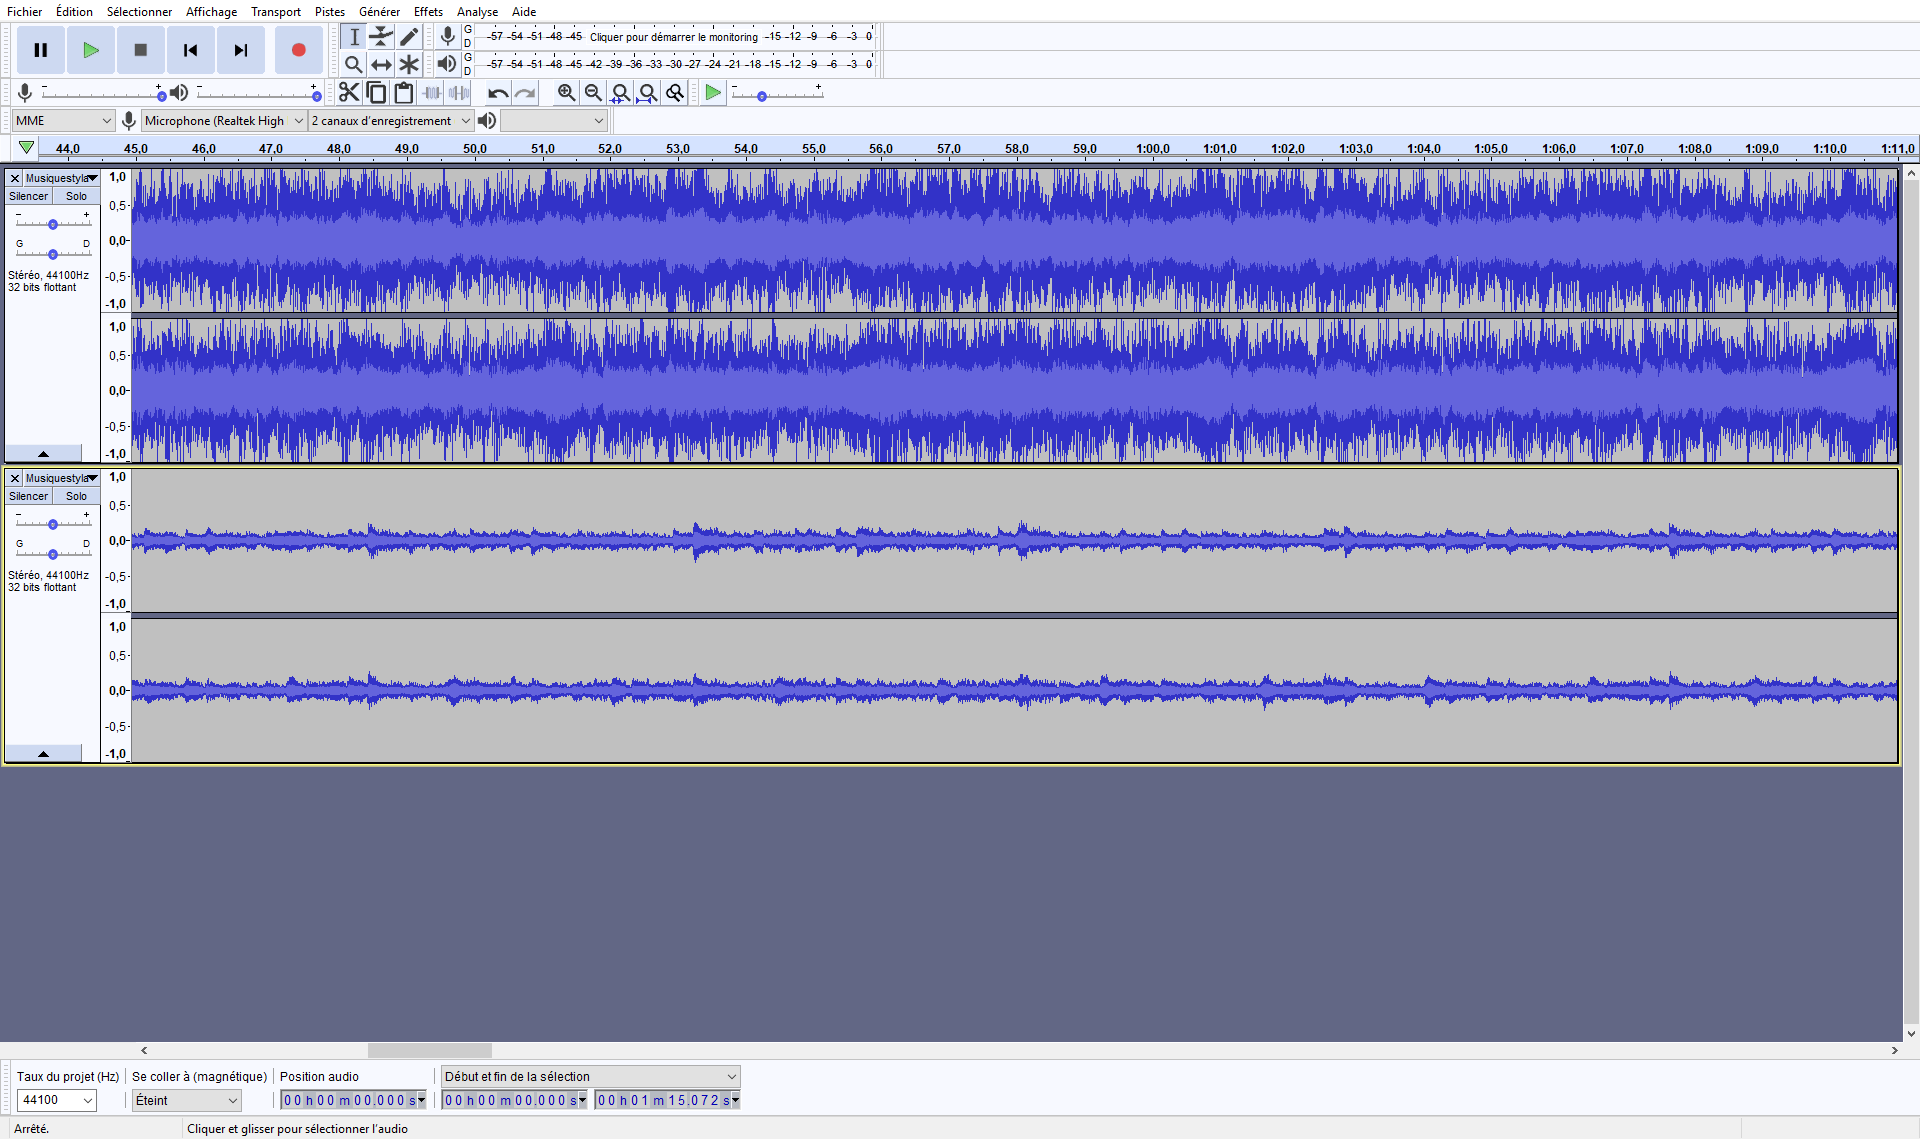 Fichier Édition Sélectionner Affichage Transport Pistes Générer Effets Analyse Aide
G
D
-57 -54 -51 -48 -45 Cliquer pour démarrer le monitoring -15 -12 -9 -6 -3 0
G
D
-57 -54 -51 -48 -45 -42 -39 -36 -33 -30 -27 -24 -21 -18 -15 -12 -9 -6 -3 0
- + - + - +
MME Microphone (Realtek High 2 canaux d'enregistrement
44,0 45,0 46,0 47,0 48,0 49,0 50,0 51,0 52,0 53,0 54,0 55,0 56,0 57,0 58,0 59,0 1:00,0 1:01,0 1:02,0 1:03,0 1:04,0 1:05,0 1:06,0 1:07,0 1:08,0 1:09,0 1:10,0 1:11,0
Musiquestyla
Silencer Solo
- +
G D
Stéréo, 44100Hz
32 bits flottant
1,0
0,5
0,0
-0,5
-1,0
1,0
0,5
0,0
-0,5
-1,0
Musiquestyla
Silencer Solo
- +
G D
Stéréo, 44100Hz
32 bits flottant
1,0
0,5
0,0
-0,5
-1,0
1,0
0,5
0,0
-0,5
-1,0
Taux du projet (Hz) Se coller à (magnétique) Position audio Début et fin de la sélection
44100 Éteint 00 h 00 m 00.000 s 00 h 00 m 00.000 s 00 h 01 m 15.072 s
Arrêté. Cliquer et glisser pour sélectionner l'audio